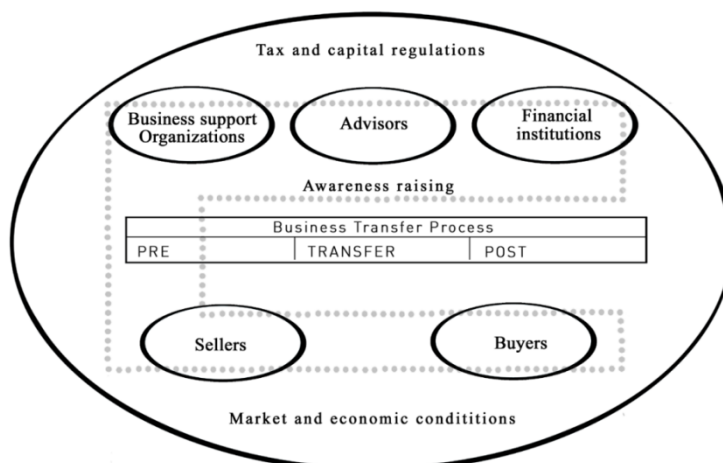 Tax and capital regulations
Business support
Organizations
Advisors
Financial
institutions
Awareness raising
Business Transfer Process
PRE
TRANSFER
POST
Sellers
Buyers
Market and economic condititions